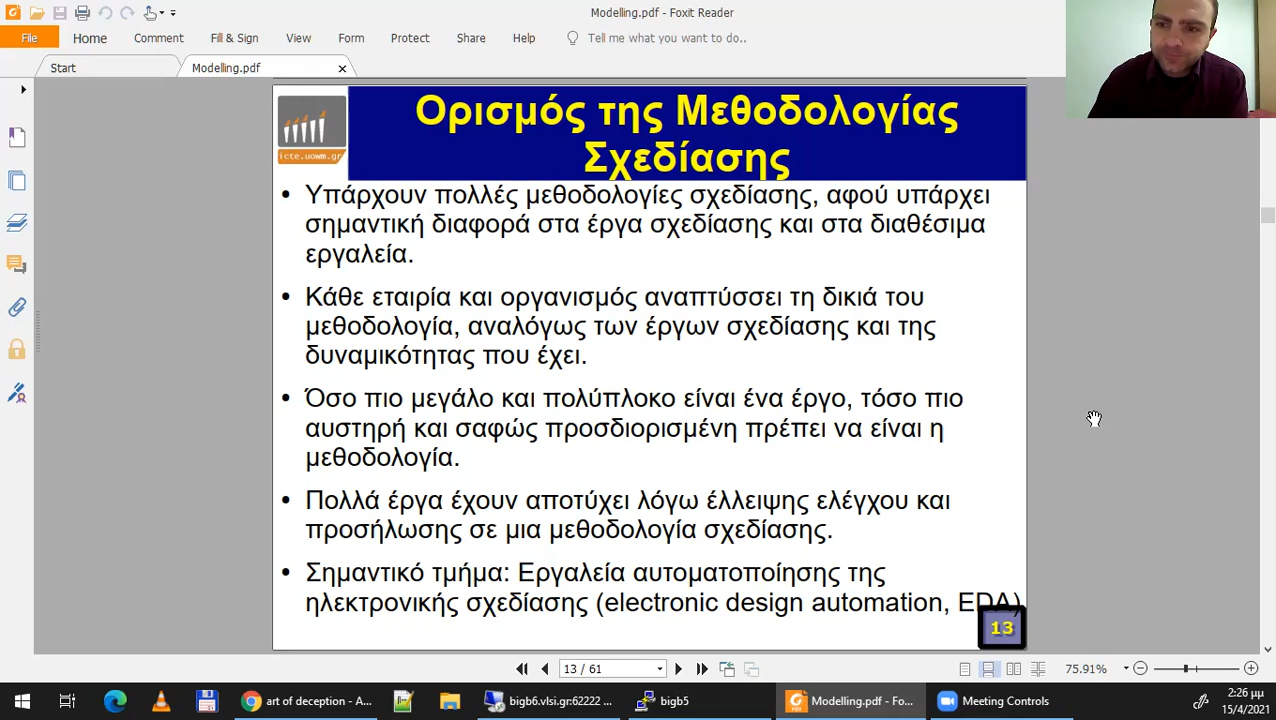 Modelling.pdf - Foxit Reader
File Home Comment Fill & Sign View Form Protect Share Help Tell me what you want to do..
Start Modelling.pdf
icte.uowm.gr
Ορισμός της Μεθοδολογίας
Σχεδίασης
• Υπάρχουν πολλές μεθοδολογίες σχεδίασης, αφού υπάρχει
σημαντική διαφορά στα έργα σχεδίασης και στα διαθέσιμα
εργαλεία.
• Κάθε εταιρία και οργανισμός αναπτύσσει τη δικιά του
μεθοδολογία, αναλόγως των έργων σχεδίασης και της
δυναμικότητας που έχει.
• Όσο πιο μεγάλο και πολύπλοκο είναι ένα έργο, τόσο πιο
αυστηρή και σαφώς προσδιορισμένη πρέπει να είναι η
μεθοδολογία.
• Πολλά έργα έχουν αποτύχει λόγω έλλειψης ελέγχου και
προσήλωσης σε μια μεθοδολογία σχεδίασης.
• Σημαντικό τμήμα: Εργαλεία αυτοματοποίησης της
ηλεκτρονικής σχεδίασης (electronic design automation, EDA)
13
13 / 61 75.91%
art of deception - A... bigb6.vlsi.gr:62222 ... bigb5 Modelling.pdf - Fo... Meeting Controls 2:26 μμ
15/4/2021